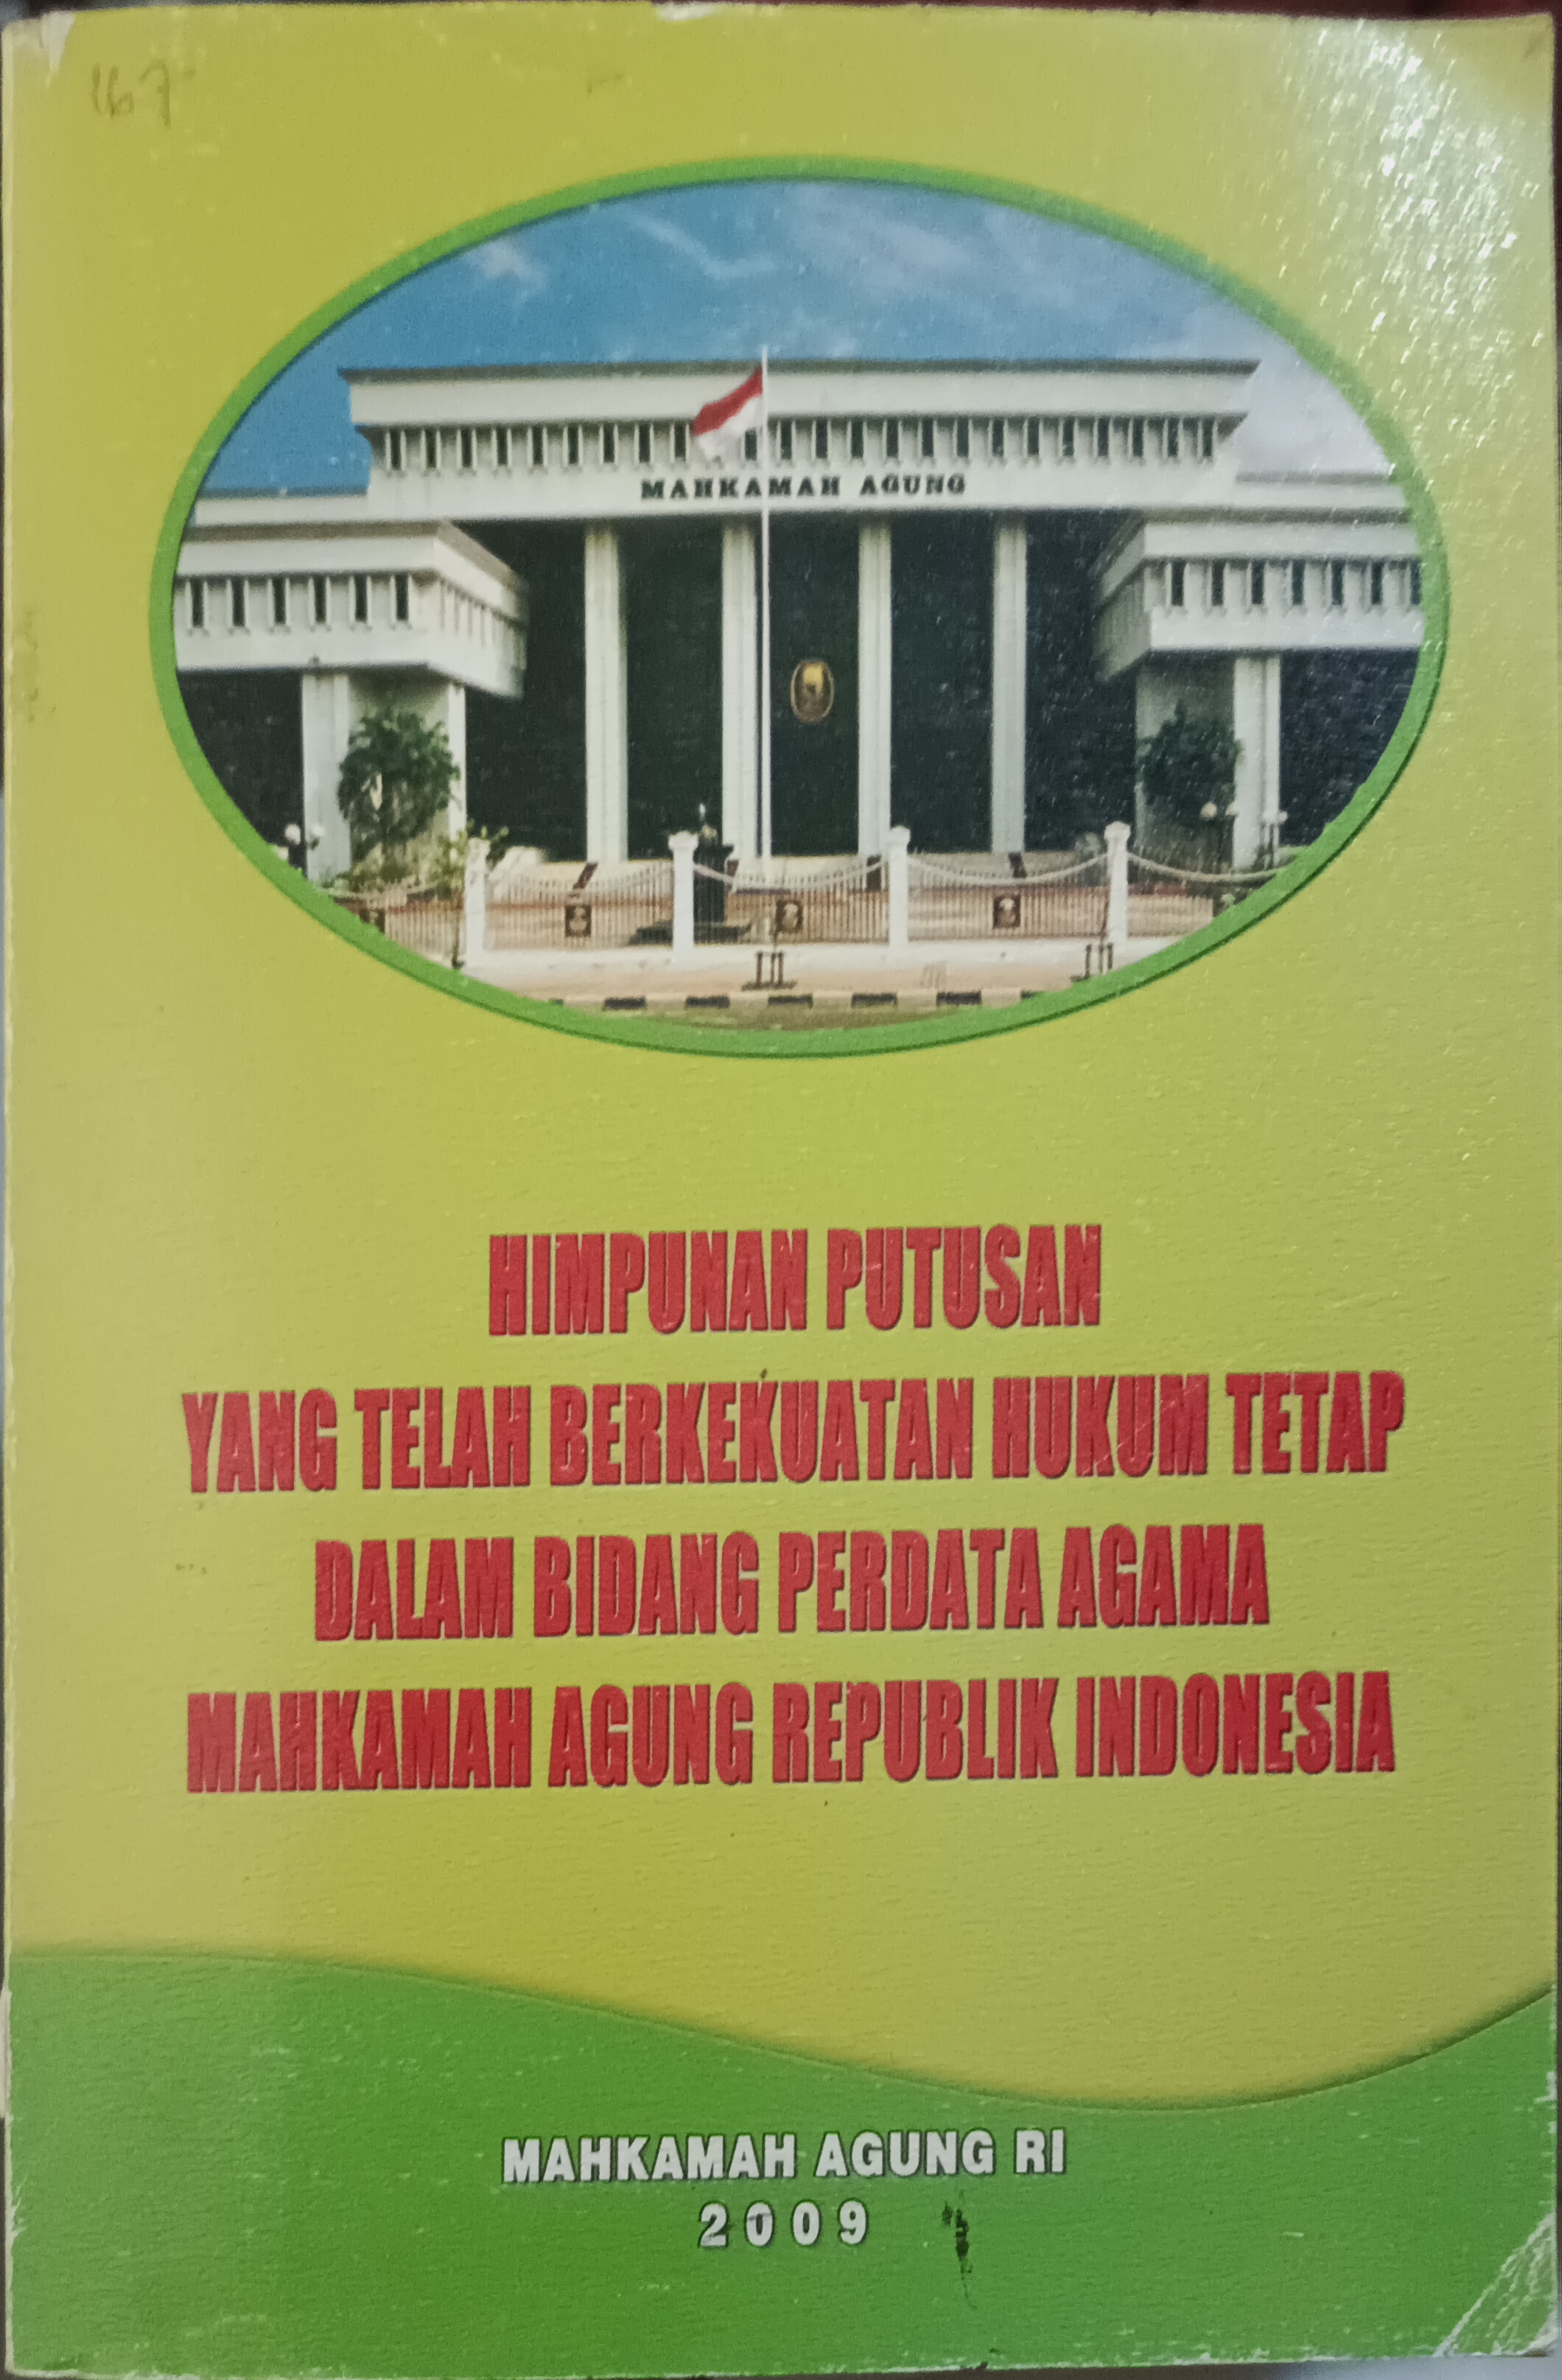 167
MAHKAMAH AGUNG
HIMPUNAN PUTUSAN
YANG TELAH BERKEKUATAN HUKUM TETAP
DALAM BIDANG PERDATA AGAMA
MAHKAMAH AGUNG REPUBLIK INDONESIA
MAHKAMAH AGUNG RI
2009